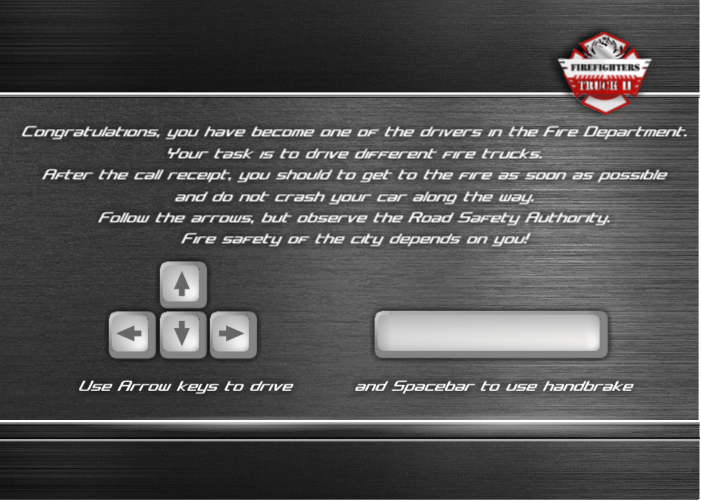 FIREFIGHTERS
TRUCK II
Congratulations, you have become one of the drivers in the Fire Department.
Your task is to drive different fire trucks.
After the call receipt, you should to get to the fire as soon as possible
and do not crash your car along the way.
Follow the arrows, but observe the Road Safety Authority.
Fire safety of the city depends on you!
Use Arrow keys to drive
and Spacebar to use handbrake